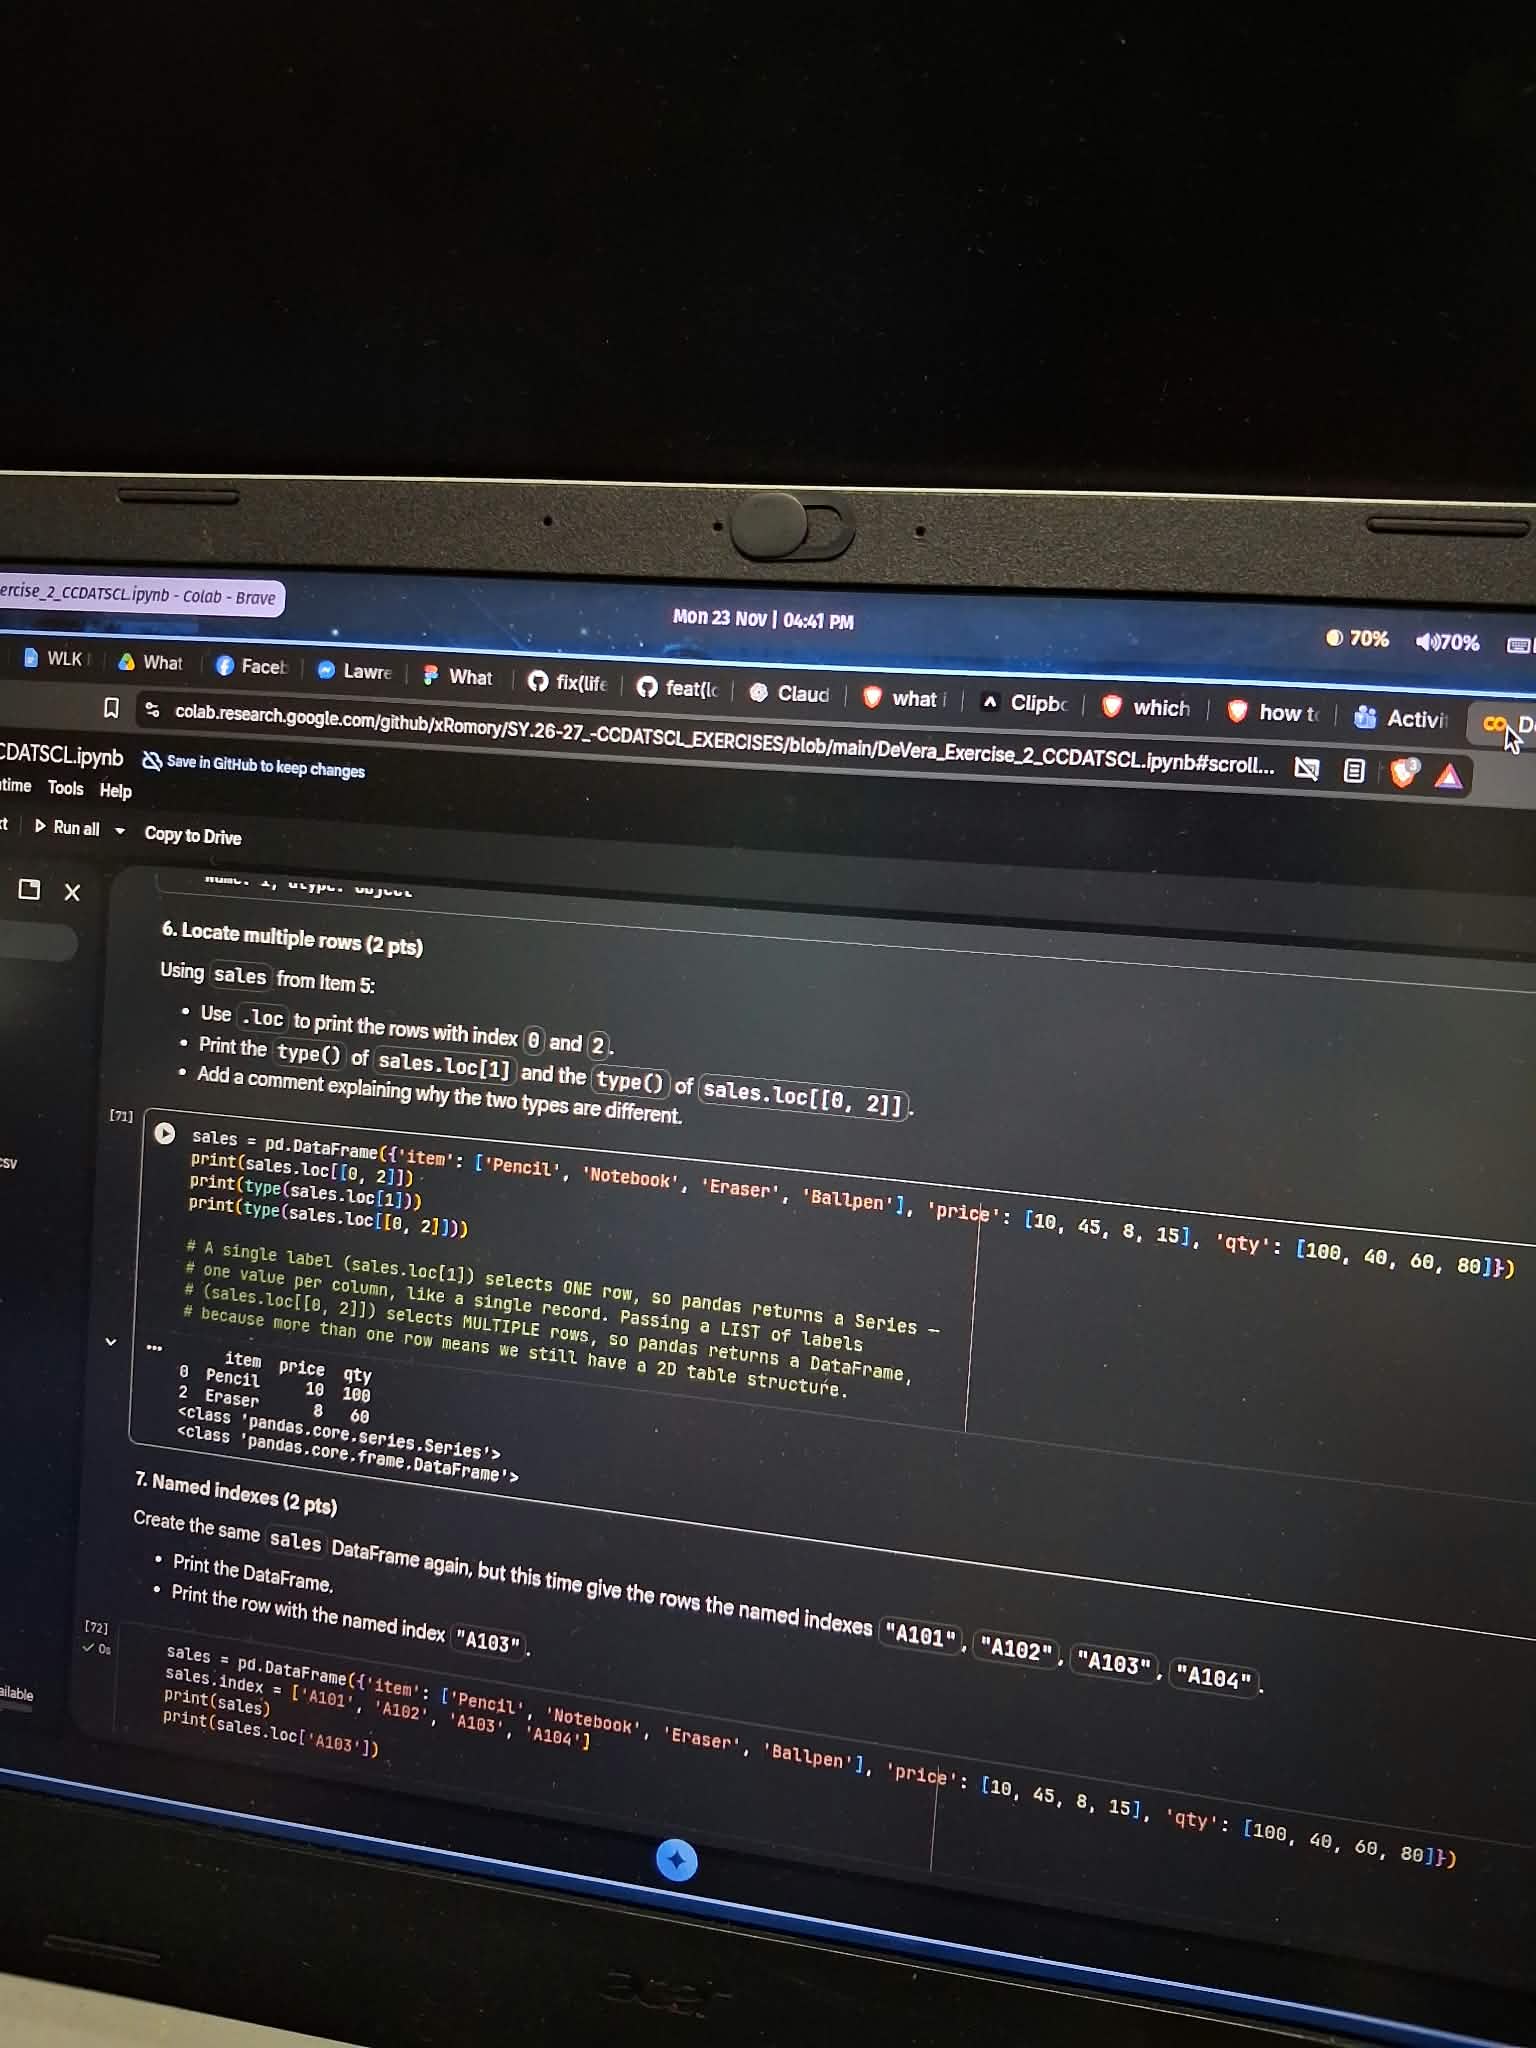 ercise_2_CCDATSCL.ipynb - Colab - Brave
Mon 23 Nov | 04:41 PM
70%
70%
WLK
What
Faceb
Lawre
What
fix(life
feat(lc
Claud
what i
Clipbc
which
how to
Activit
colab.research.google.com/github/xRomory/SY.26-27_-CCDATSCL_EXERCISES/blob/main/DeVera_Exercise_2_CCDATSCL.ipynb#scroll...
3
CDATSCL.ipynb
Save in GitHub to keep changes
time Tools Help
xt
Run all
Copy to Drive
Name: 1, dtype: object
6. Locate multiple rows (2 pts)
Using sales from Item 5:
• Use .loc to print the rows with index 0 and 2.
• Print the type() of sales.loc[1] and the type() of sales.loc[[0, 2]].
• Add a comment explaining why the two types are different.
[71]
sales = pd.DataFrame({'item': ['Pencil', 'Notebook', 'Eraser', 'Ballpen'], 'price': [10, 45, 8, 15], 'qty': [100, 40, 60, 80]})
print(sales.loc[[0, 2]])
print(type(sales.loc[1]))
print(type(sales.loc[[0, 2]]))
# A single label (sales.loc[1]) selects ONE row, so pandas returns a Series —
# one value per column, like a single record. Passing a LIST of labels
# (sales.loc[[0, 2]]) selects MULTIPLE rows, so pandas returns a DataFrame,
# because more than one row means we still have a 2D table structure.
...
item price qty
0 Pencil 10 100
2 Eraser 8 60
<class 'pandas.core.series.Series'>
<class 'pandas.core.frame.DataFrame'>
csv
7. Named indexes (2 pts)
Create the same sales DataFrame again, but this time give the rows the named indexes "A101", "A102", "A103", "A104".
• Print the DataFrame.
• Print the row with the named index "A103".
[72]
0s
sales = pd.DataFrame({'item': ['Pencil', 'Notebook', 'Eraser', 'Ballpen'], 'price': [10, 45, 8, 15], 'qty': [100, 40, 60, 80]})
sales.index = ['A101', 'A102', 'A103', 'A104']
print(sales)
print(sales.loc['A103'])
ailable
acer